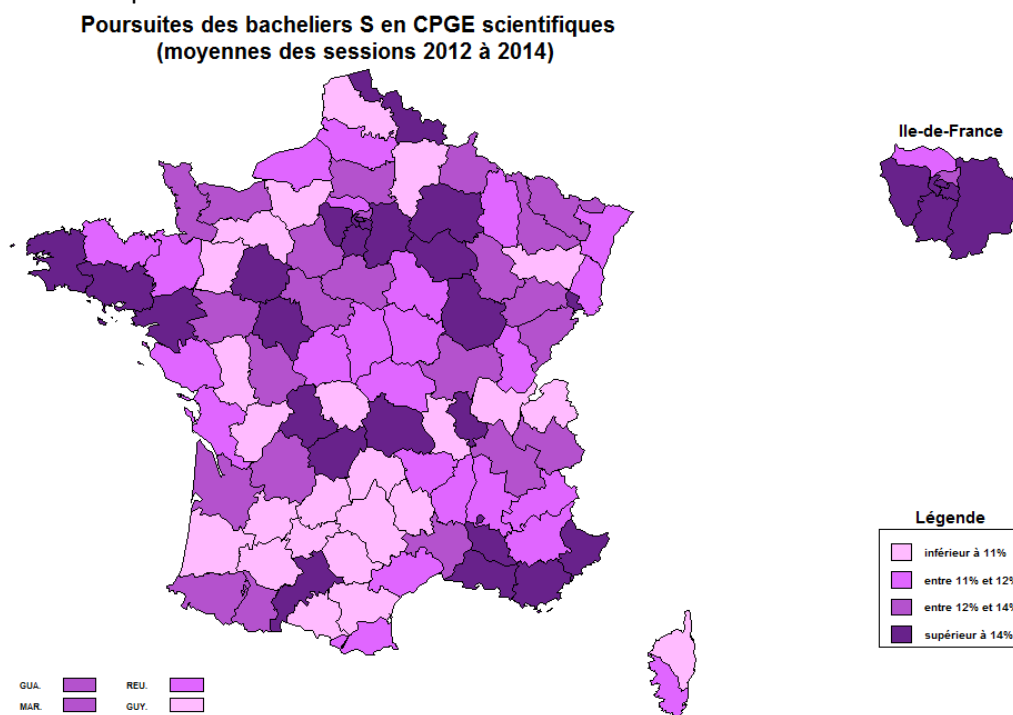 Poursuites des bacheliers S en CPGE scientifiques
(moyennes des sessions 2012 à 2014)
Ile-de-France
Légende
inférieur à 11%
entre 11% et 12%
entre 12% et 14%
supérieur à 14%
GUA. REU.
MAR. GUY.